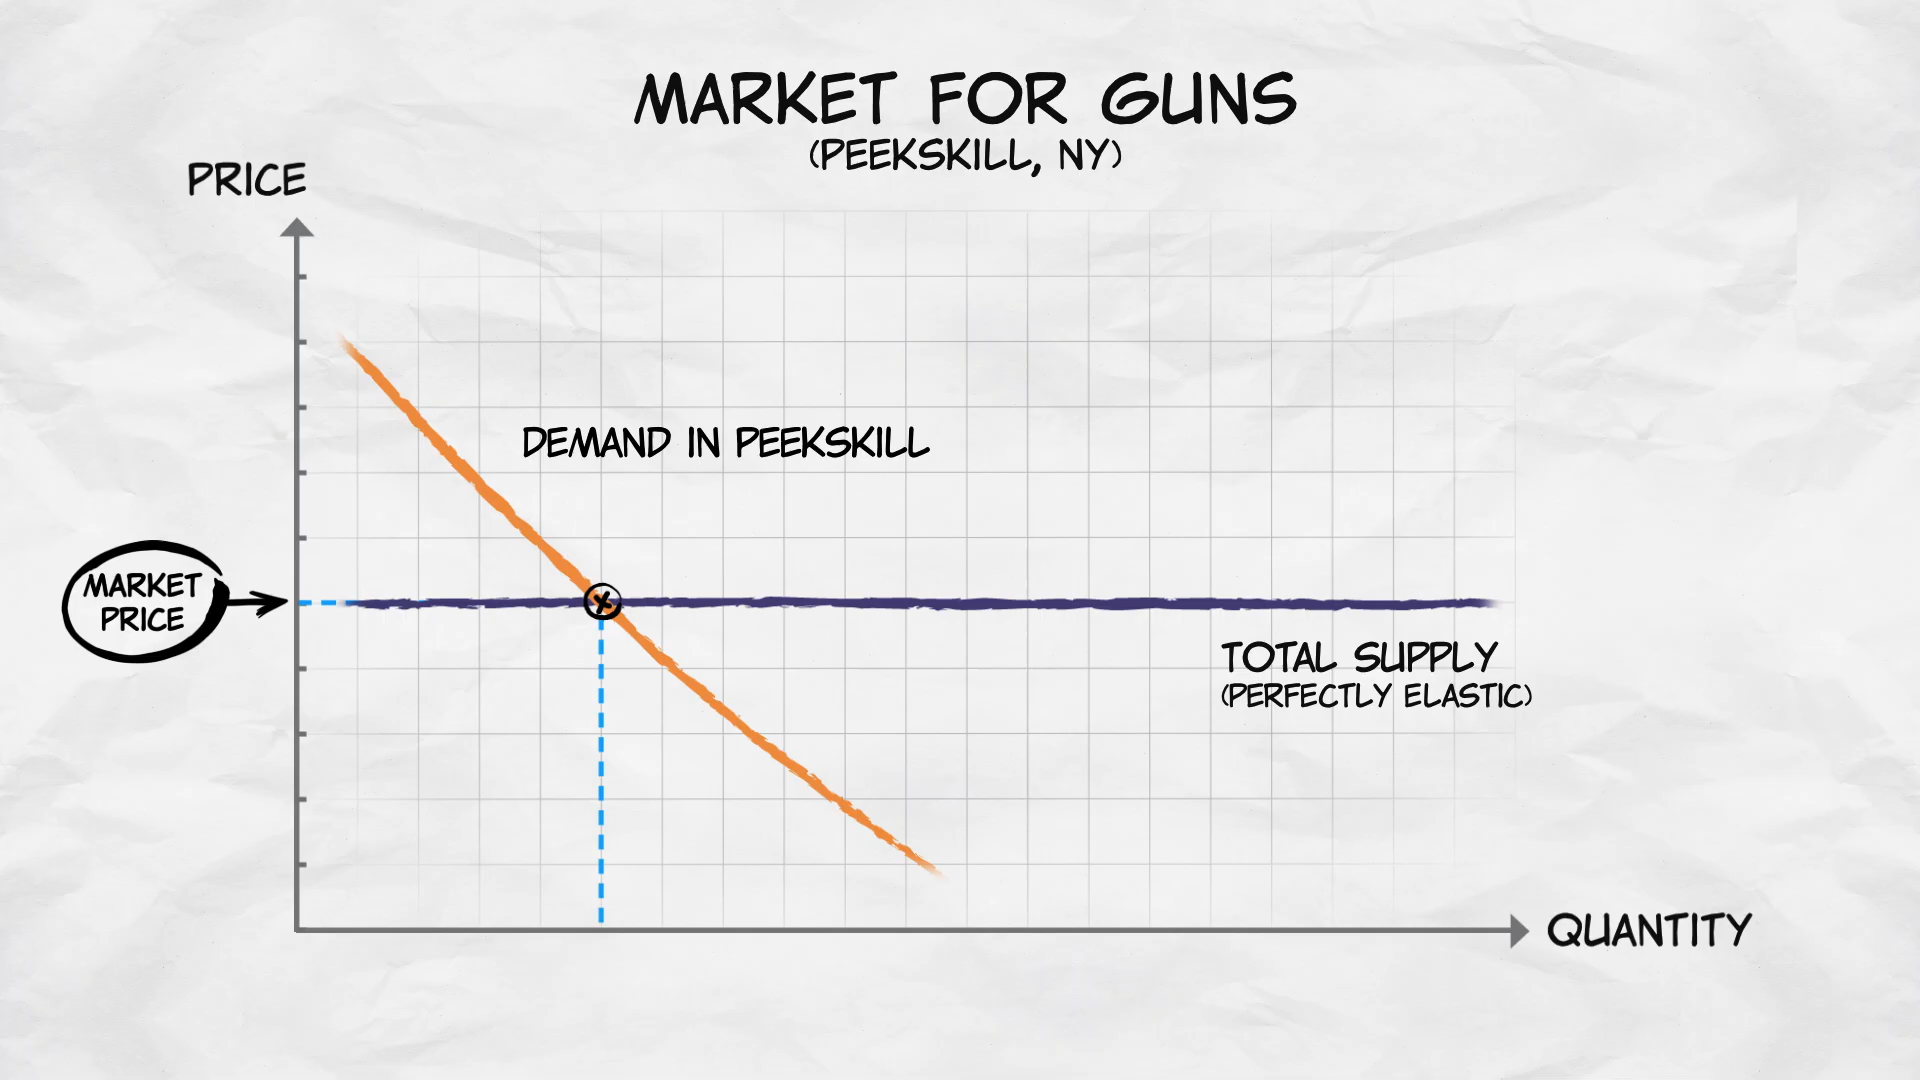 MARKET FOR GUNS
(PEEKSKILL, NY)
PRICE
DEMAND IN PEEKSKILL
MARKET
PRICE
TOTAL SUPPLY
(PERFECTLY ELASTIC)
QUANTITY